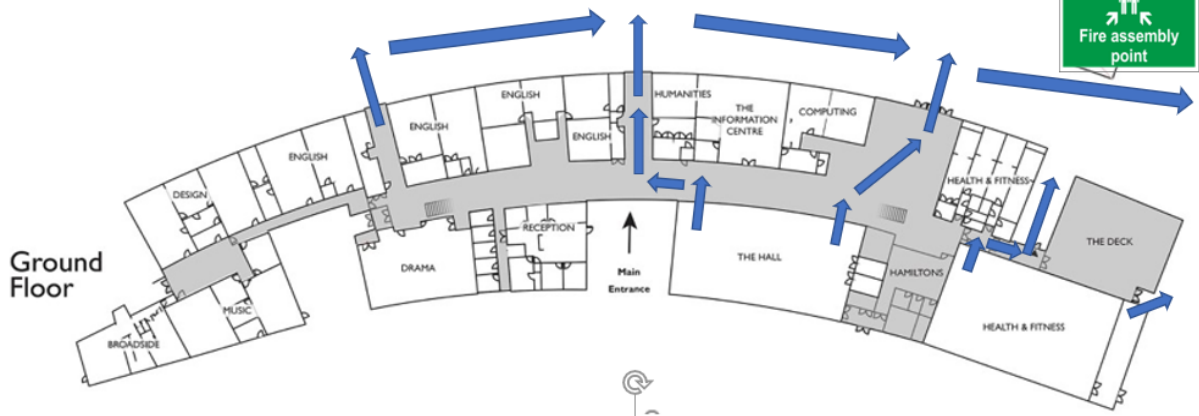 Fire assembly
point
ENGLISH
HUMANITIES
THE
INFORMATION
CENTRE
COMPUTING
ENGLISH
ENGLISH
ENGLISH
DESIGN
HEALTH & FITNESS
RECEPTION
THE DECK
Ground
Floor
DRAMA
Main
Entrance
THE HALL
HAMILTONS
MUSIC
HEALTH & FITNESS
BROADSIDE